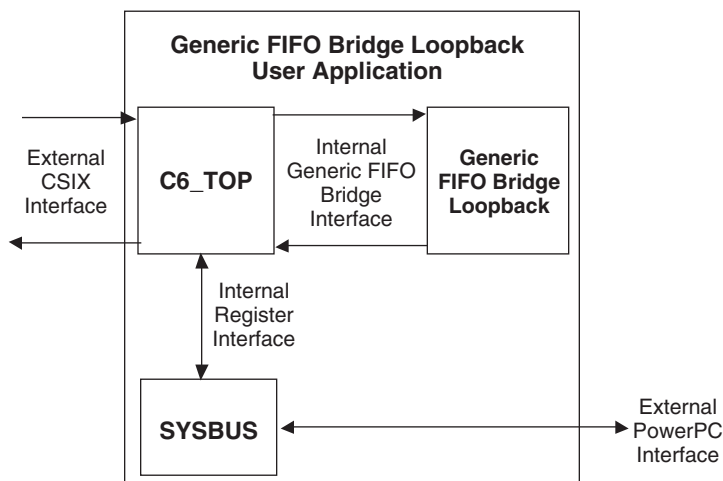 Generic FIFO Bridge Loopback
User Application
External
CSIX
Interface
C6_TOP
Internal
Generic FIFO
Bridge
Interface
Generic
FIFO Bridge
Loopback
Internal
Register
Interface
SYSBUS
External
PowerPC
Interface